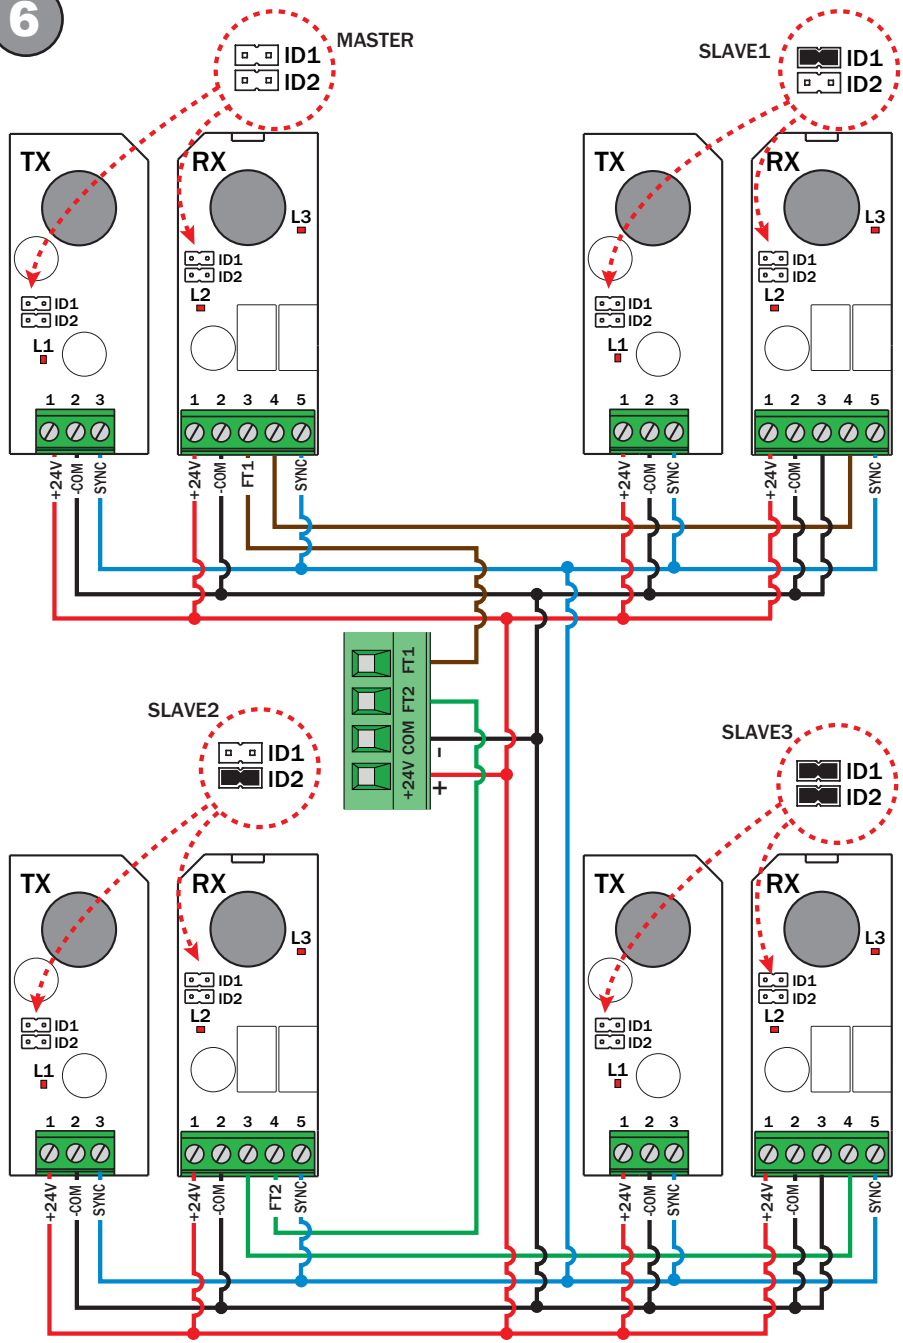 6
MASTER
ID1
ID2
SLAVE1
ID1
ID2
TX
RX
L3
ID1
ID2
L2
ID1
ID2
L1
1 2 3
1 2 3 4 5
+24V
-COM
SYNC
+24V
-COM
FT1
SYNC
TX
RX
L3
ID1
ID2
L2
ID1
ID2
L1
1 2 3
1 2 3 4 5
+24V
-COM
SYNC
+24V
-COM
SYNC
FT1
FT2
COM -
+24V +
SLAVE2
ID1
ID2
SLAVE3
ID1
ID2
TX
RX
L3
ID1
ID2
L2
ID1
ID2
L1
1 2 3
1 2 3 4 5
+24V
-COM
SYNC
+24V
-COM
FT2
SYNC
TX
RX
L3
ID1
ID2
L2
ID1
ID2
L1
1 2 3
1 2 3 4 5
+24V
-COM
SYNC
+24V
-COM
SYNC